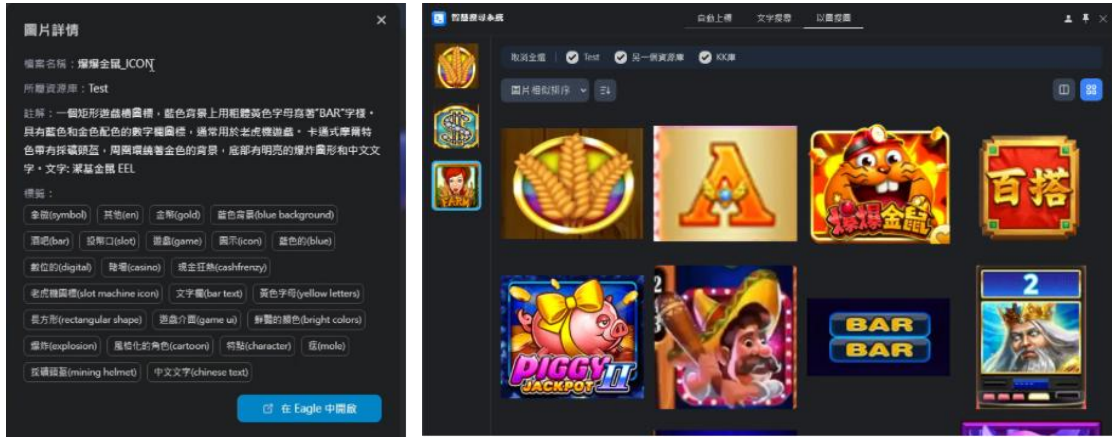 圖片詳情
檔案名稱：爆爆金鼠_ICON
所屬資源庫：Test
註解：一個矩形遊戲槽圖標，藍色背景上用粗體黃色字母寫著"BAR"字樣。
具有藍色和金色配色的數字欄圖標，通常用於老虎機遊戲。 卡通式摩爾特
色帶有採礦頭盔，周圍環繞著金色的背景，底部有明亮的爆炸圖形和中文文
字。文字: 潔基金鼠 EEL
標籤：
象徵(symbol) 其他(en) 金幣(gold) 藍色背景(blue background)
酒吧(bar) 投幣口(slot) 遊戲(game) 圖示(icon) 藍色的(blue)
數位的(digital) 賭場(casino) 現金狂熱(cashfrenzy)
老虎機圖標(slot machine icon) 文字欄(bar text) 黃色字母(yellow letters)
長方形(rectangular shape) 遊戲介面(game ui) 鮮豔的顏色(bright colors)
爆炸(explosion) 風格化的角色(cartoon) 特點(character) 痣(mole)
採礦頭盔(mining helmet) 中文文字(chinese text)
在 Eagle 中開啟
智慧搜尋系統
自動上標 文字搜尋 以圖搜圖
取消全選 Test 另一個資源庫 KK庫
圖片相似排序
FARM
A
爆爆金鼠
百搭
PIGGY
JACKPOT II
2
BAR
BAR
2